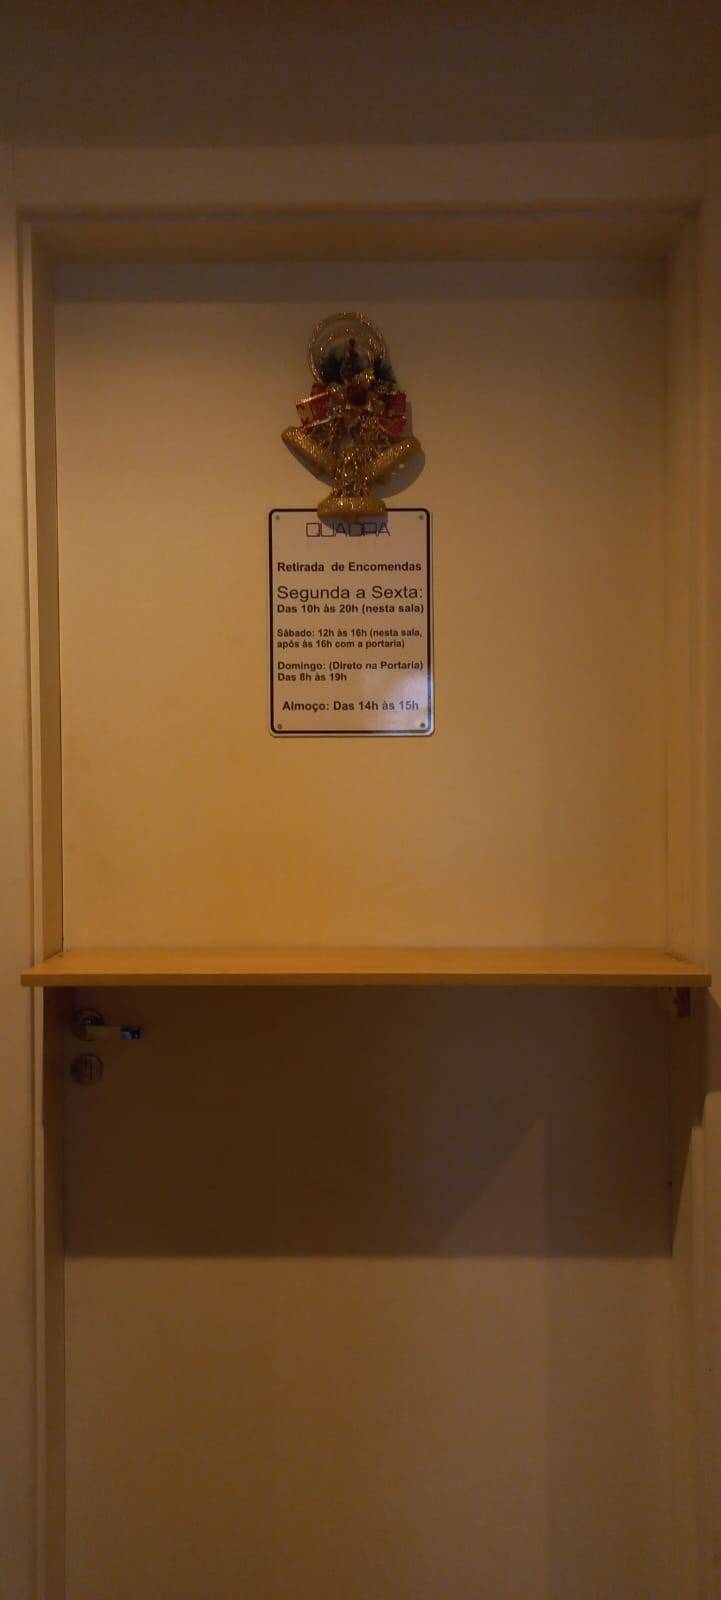 QUADRA
Retirada de Encomendas
Segunda a Sexta:
Das 10h às 20h (nesta sala)
Sábado: 12h às 16h (nesta sala,
após às 16h com a portaria)
Domingo: (Direto na Portaria)
Das 8h às 19h
Almoço: Das 14h às 15h